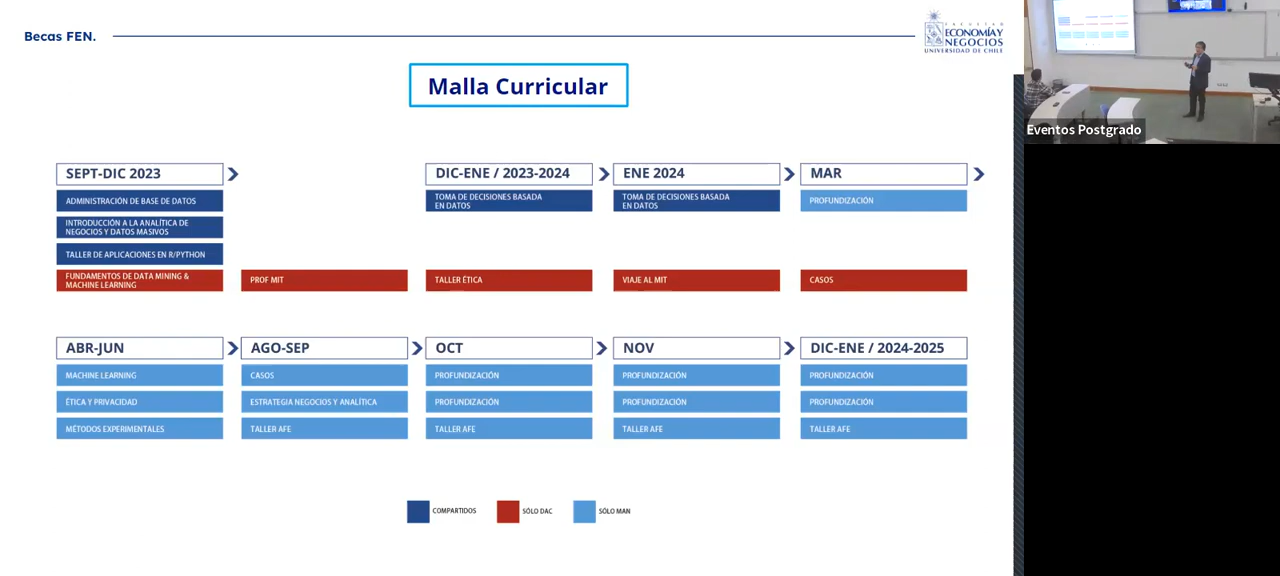 Becas FEN.
FACULTAD
ECONOMÍA Y
NEGOCIOS
UNIVERSIDAD DE CHILE
Malla Curricular
SEPT-DIC 2023
ADMINISTRACIÓN DE BASE DE DATOS
INTRODUCCIÓN A LA ANALÍTICA DE
NEGOCIOS Y DATOS MASIVOS
TALLER DE APLICACIONES EN R/PYTHON
FUNDAMENTOS DE DATA MINING &
MACHINE LEARNING
PROF MIT
DIC-ENE / 2023-2024
TOMA DE DECISIONES BASADA
EN DATOS
TALLER ÉTICA
ENE 2024
TOMA DE DECISIONES BASADA
EN DATOS
VIAJE AL MIT
MAR
PROFUNDIZACIÓN
CASOS
ABR-JUN
MACHINE LEARNING
ÉTICA Y PRIVACIDAD
MÉTODOS EXPERIMENTALES
AGO-SEP
CASOS
ESTRATEGIA NEGOCIOS Y ANALÍTICA
TALLER AFE
OCT
PROFUNDIZACIÓN
PROFUNDIZACIÓN
TALLER AFE
NOV
PROFUNDIZACIÓN
PROFUNDIZACIÓN
TALLER AFE
DIC-ENE / 2024-2025
PROFUNDIZACIÓN
PROFUNDIZACIÓN
TALLER AFE
COMPARTIDOS
SÓLO DAC
SÓLO MAN
Eventos Postgrado